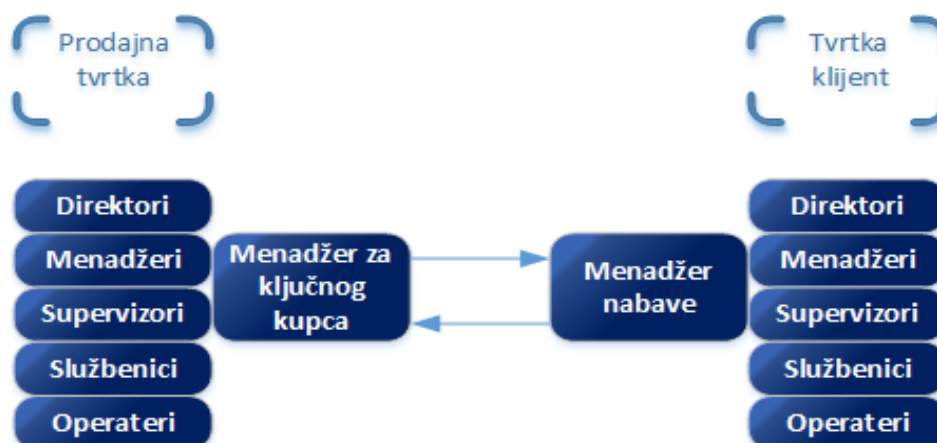 Prodajna
tvrtka
Tvrtka
klijent
Direktori
Menadžeri
Supervizori
Službenici
Operateri
Menadžer za
ključnog
kupca
Menadžer
nabave
Direktori
Menadžeri
Supervizori
Službenici
Operateri